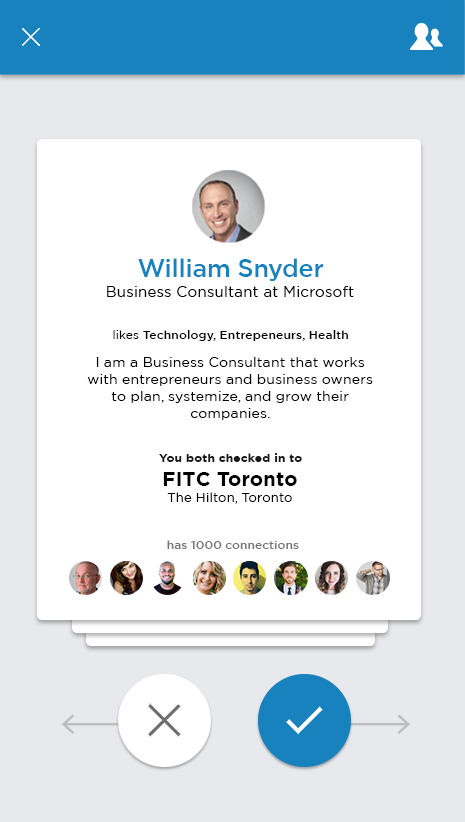 William Snyder
Business Consultant at Microsoft
likes Technology, Entrepeneurs, Health
I am a Business Consultant that works
with entrepreneurs and business owners
to plan, systemize, and grow their
companies.
You both checked in to
FITC Toronto
The Hilton, Toronto
has 1000 connections